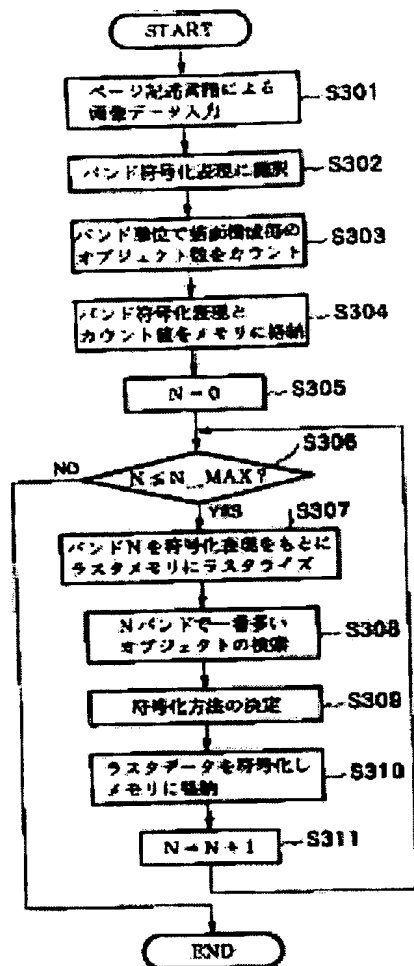 START
ページ記述言語による
画像データ入力
S301
バンド符号化表現に翻訳
S302
バンド単位で描画機域毎の
オブジェクト数をカウント
S303
バンド符号化表現と
カウント値をメモリに格納
S304
N=0
S305
S306
NO
N≦N_MAX?
YES
S307
バンドNを符号化表現をもとに
ラスタメモリにラスタライズ
Nバンドで一番多い
オブジェクトの検索
S308
符号化方法の決定
S309
ラスタデータを符号化し
メモリに格納
S310
N=N+1
S311
END